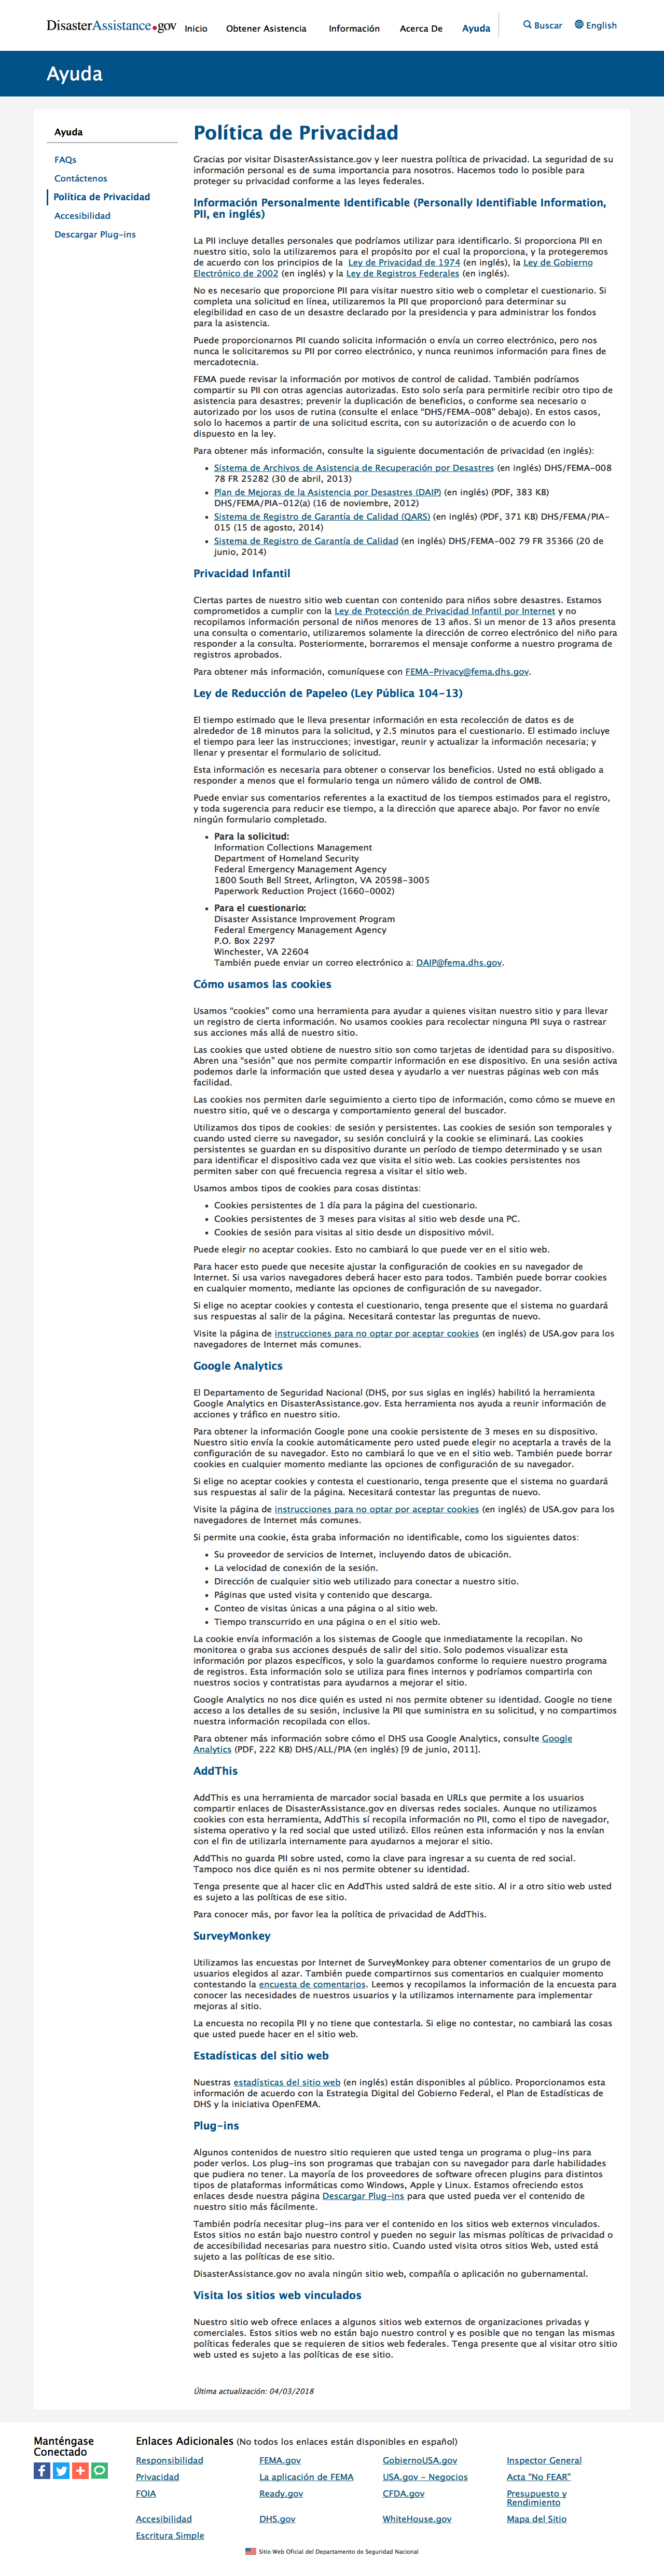 DisasterAssistance.gov
Inicio
Obtener Asistencia
Información
Acerca De
Ayuda
Buscar
English
Ayuda
Ayuda
FAQs
Contáctenos
Política de Privacidad
Accesibilidad
Descargar Plug-ins
Política de Privacidad
Gracias por visitar DisasterAssistance.gov y leer nuestra política de privacidad. La seguridad de su
información personal es de suma importancia para nosotros. Hacemos todo lo posible para
proteger su privacidad conforme a las leyes federales.
Información Personalmente Identificable (Personally Identifiable Information,
PII, en inglés)
La PII incluye detalles personales que podríamos utilizar para identificarlo. Si proporciona PII en
nuestro sitio, solo la utilizaremos para el propósito por el cual la proporciona, y la protegeremos
de acuerdo con los principios de la Ley de Privacidad de 1974 (en inglés), la Ley de Gobierno
Electrónico de 2002 (en inglés) y la Ley de Registros Federales (en inglés).
No es necesario que proporcione PII para visitar nuestro sitio web o completar el cuestionario. Si
completa una solicitud en línea, utilizaremos la PII que proporcionó para determinar su
elegibilidad en caso de un desastre declarado por la presidencia y para administrar los fondos
para la asistencia.
Puede proporcionarnos PII cuando solicita información o envía un correo electrónico, pero nos
nunca le solicitaremos su PII por correo electrónico, y nunca reunimos información para fines de
mercadotecnia.
FEMA puede revisar la información por motivos de control de calidad. También podríamos
compartir su PII con otras agencias autorizadas. Esto solo sería para permitirle recibir otro tipo de
asistencia para desastres; prevenir la duplicación de beneficios, o conforme sea necesario o
autorizado por los usos de rutina (consulte el enlace “DHS/FEMA-008” debajo). En estos casos,
solo lo hacemos a partir de una solicitud escrita, con su autorización o de acuerdo con lo
dispuesto en la ley.
Para obtener más información, consulte la siguiente documentación de privacidad (en inglés):
• Sistema de Archivos de Asistencia de Recuperación por Desastres (en inglés) DHS/FEMA-008
78 FR 25282 (30 de abril, 2013)
• Plan de Mejoras de la Asistencia por Desastres (DAIP) (en inglés) (PDF, 383 KB)
DHS/FEMA/PIA-012(a) (16 de noviembre, 2012)
• Sistema de Registro de Garantía de Calidad (QARS) (en inglés) (PDF, 371 KB) DHS/FEMA/PIA-
015 (15 de agosto, 2014)
• Sistema de Registro de Garantía de Calidad (en inglés) DHS/FEMA-002 79 FR 35366 (20 de
junio, 2014)
Privacidad Infantil
Ciertas partes de nuestro sitio web cuentan con contenido para niños sobre desastres. Estamos
comprometidos a cumplir con la Ley de Protección de Privacidad Infantil por Internet y no
recopilamos información personal de niños menores de 13 años. Si un menor de 13 años presenta
una consulta o comentario, utilizaremos solamente la dirección de correo electrónico del niño para
responder a la consulta. Posteriormente, borraremos el mensaje conforme a nuestro programa de
registros aprobados.
Para obtener más información, comuníquese con FEMA-Privacy@fema.dhs.gov.
Ley de Reducción de Papeleo (Ley Pública 104-13)
El tiempo estimado que le lleva presentar información en esta recolección de datos es de
alrededor de 18 minutos para la solicitud, y 2.5 minutos para el cuestionario. El estimado incluye
el tiempo para leer las instrucciones; investigar, reunir y actualizar la información necesaria; y
llenar y presentar el formulario de solicitud.
Esta información es necesaria para obtener o conservar los beneficios. Usted no está obligado a
responder a menos que el formulario tenga un número válido de control de OMB.
Puede enviar sus comentarios referentes a la exactitud de los tiempos estimados para el registro,
y toda sugerencia para reducir ese tiempo, a la dirección que aparece abajo. Por favor no envíe
ningún formulario completado.
• Para la solicitud:
Information Collections Management
Department of Homeland Security
Federal Emergency Management Agency
1800 South Bell Street, Arlington, VA 20598-3005
Paperwork Reduction Project (1660-0002)
• Para el cuestionario:
Disaster Assistance Improvement Program
Federal Emergency Management Agency
P.O. Box 2297
Winchester, VA 22604
También puede enviar un correo electrónico a: DAIP@fema.dhs.gov.
Cómo usamos las cookies
Usamos “cookies” como una herramienta para ayudar a quienes visitan nuestro sitio y para llevar
un registro de cierta información. No usamos cookies para recolectar ninguna PII suya o rastrear
sus acciones más allá de nuestro sitio.
Las cookies que usted obtiene de nuestro sitio son como tarjetas de identidad para su dispositivo.
Abren una “sesión” que nos permite compartir información en ese dispositivo. En una sesión activa
podemos darle la información que usted desea y ayudarlo a ver nuestras páginas web con más
facilidad.
Las cookies nos permiten darle seguimiento a cierto tipo de información, como cómo se mueve en
nuestro sitio, qué ve o descarga y comportamiento general del buscador.
Utilizamos dos tipos de cookies: de sesión y persistentes. Las cookies de sesión son temporales y
cuando usted cierre su navegador, su sesión concluirá y la cookie se eliminará. Las cookies
persistentes se guardan en su dispositivo durante un período de tiempo determinado y se usan
para identificar el dispositivo cada vez que visita el sitio web. Las cookies persistentes nos
permiten saber con qué frecuencia regresa a visitar el sitio web.
Usamos ambos tipos de cookies para cosas distintas:
• Cookies persistentes de 1 día para la página del cuestionario.
• Cookies persistentes de 3 meses para visitas al sitio web desde una PC.
• Cookies de sesión para visitas al sitio desde un dispositivo móvil.
Puede elegir no aceptar cookies. Esto no cambiará lo que puede ver en el sitio web.
Para hacer esto puede que necesite ajustar la configuración de cookies en su navegador de
Internet. Si usa varios navegadores deberá hacer esto para todos. También puede borrar cookies
en cualquier momento, mediante las opciones de configuración de su navegador.
Si elige no aceptar cookies y contesta el cuestionario, tenga presente que el sistema no guardará
sus respuestas al salir de la página. Necesitará contestar las preguntas de nuevo.
Visite la página de instrucciones para no optar por aceptar cookies (en inglés) de USA.gov para los
navegadores de Internet más comunes.
Google Analytics
El Departamento de Seguridad Nacional (DHS, por sus siglas en inglés) habilitó la herramienta
Google Analytics en DisasterAssistance.gov. Esta herramienta nos ayuda a reunir información de
acciones y tráfico en nuestro sitio.
Para obtener la información Google pone una cookie persistente de 3 meses en su dispositivo.
Nuestro sitio envía la cookie automáticamente pero usted puede elegir no aceptarla a través de la
configuración de su navegador. Esto no cambiará lo que ve en el sitio web. También puede borrar
cookies en cualquier momento mediante las opciones de configuración de su navegador.
Si elige no aceptar cookies y contesta el cuestionario, tenga presente que el sistema no guardará
sus respuestas al salir de la página. Necesitará contestar las preguntas de nuevo.
Visite la página de instrucciones para no optar por aceptar cookies (en inglés) de USA.gov para los
navegadores de Internet más comunes.
Si permite una cookie, ésta graba información no identificable, como los siguientes datos:
• Su proveedor de servicios de Internet, incluyendo datos de ubicación.
• La velocidad de conexión de la sesión.
• Dirección de cualquier sitio web utilizado para conectar a nuestro sitio.
• Páginas que usted visita y contenido que descarga.
• Conteo de visitas únicas a una página o al sitio web.
• Tiempo transcurrido en una página o en el sitio web.
La cookie envía información a los sistemas de Google que inmediatamente la recopilan. No
monitorea o graba sus acciones después de salir del sitio. Solo podemos visualizar esta
información por plazos específicos, y solo la guardamos conforme lo requiere nuestro programa
de registros. Esta información solo se utiliza para fines internos y podríamos compartirla con
nuestros socios y contratistas para ayudarnos a mejorar el sitio.
Google Analytics no nos dice quién es usted ni nos permite obtener su identidad. Google no tiene
acceso a los detalles de su sesión, inclusive la PII que suministra en su solicitud, y no compartimos
nuestra información recopilada con ellos.
Para obtener más información sobre cómo el DHS usa Google Analytics, consulte Google
Analytics (PDF, 222 KB) DHS/ALL/PIA (en inglés) [9 de junio, 2011].
AddThis
AddThis es una herramienta de marcador social basada en URLs que permite a los usuarios
compartir enlaces de DisasterAssistance.gov en diversas redes sociales. Aunque no utilizamos
cookies con esta herramienta, AddThis sí recopila información no PII, como el tipo de navegador,
sistema operativo y la red social que usted utilizó. Ellos reúnen esta información y nos la envían
con el fin de utilizarla internamente para ayudarnos a mejorar el sitio.
AddThis no guarda PII sobre usted, como la clave para ingresar a su cuenta de red social.
Tampoco nos dice quién es ni nos permite obtener su identidad.
Tenga presente que al hacer clic en AddThis usted saldrá de este sitio. Al ir a otro sitio web usted
es sujeto a las políticas de ese sitio.
Para conocer más, por favor lea la política de privacidad de AddThis.
SurveyMonkey
Utilizamos las encuestas por Internet de SurveyMonkey para obtener comentarios de un grupo de
usuarios elegidos al azar. También puede compartirnos sus comentarios en cualquier momento
contestando la encuesta de comentarios. Leemos y recopilamos la información de la encuesta para
conocer las necesidades de nuestros usuarios y la utilizamos internamente para implementar
mejoras al sitio.
La encuesta no recopila PII y no tiene que contestarla. Si elige no contestar, no cambiará las cosas
que usted puede hacer en el sitio web.
Estadísticas del sitio web
Nuestras estadísticas del sitio web (en inglés) están disponibles al público. Proporcionamos esta
información de acuerdo con la Estrategia Digital del Gobierno Federal, el Plan de Estadísticas de
DHS y la iniciativa OpenFEMA.
Plug-ins
Algunos contenidos de nuestro sitio requieren que usted tenga un programa o plug-ins para
poder verlos. Los plug-ins son programas que trabajan con su navegador para darle habilidades
que pudiera no tener. La mayoría de los proveedores de software ofrecen plugins para distintos
tipos de plataformas informáticas como Windows, Apple y Linux. Estamos ofreciendo estos
enlaces desde nuestra página Descargar Plug-ins para que usted pueda ver el contenido de
nuestro sitio más fácilmente.
También podría necesitar plug-ins para ver el contenido en los sitios web externos vinculados.
Estos sitios no están bajo nuestro control y pueden no seguir las mismas políticas de privacidad o
de accesibilidad necesarias para nuestro sitio. Cuando usted visita otros sitios Web, usted está
sujeto a las políticas de ese sitio.
DisasterAssistance.gov no avala ningún sitio web, compañía o aplicación no gubernamental.
Visita los sitios web vinculados
Nuestro sitio web ofrece enlaces a algunos sitios web externos de organizaciones privadas y
comerciales. Estos sitios web no están bajo nuestro control y es posible que no tengan las mismas
políticas federales que se requieren de sitios web federales. Tenga presente que al visitar otro sitio
web usted es sujeto a las políticas de ese sitio.
Última actualización: 04/03/2018
Manténgase
Conectado
Enlaces Adicionales (No todos los enlaces están disponibles en español)
Responsibilidad
FEMA.gov
GobiernoUSA.gov
Inspector General
Privacidad
La aplicación de FEMA
USA.gov - Negocios
Acta "No FEAR"
FOIA
Ready.gov
CFDA.gov
Presupuesto y
Rendimiento
Accesibilidad
DHS.gov
WhiteHouse.gov
Mapa del Sitio
Escritura Simple
Sitio Web Oficial del Departamento de Seguridad Nacional